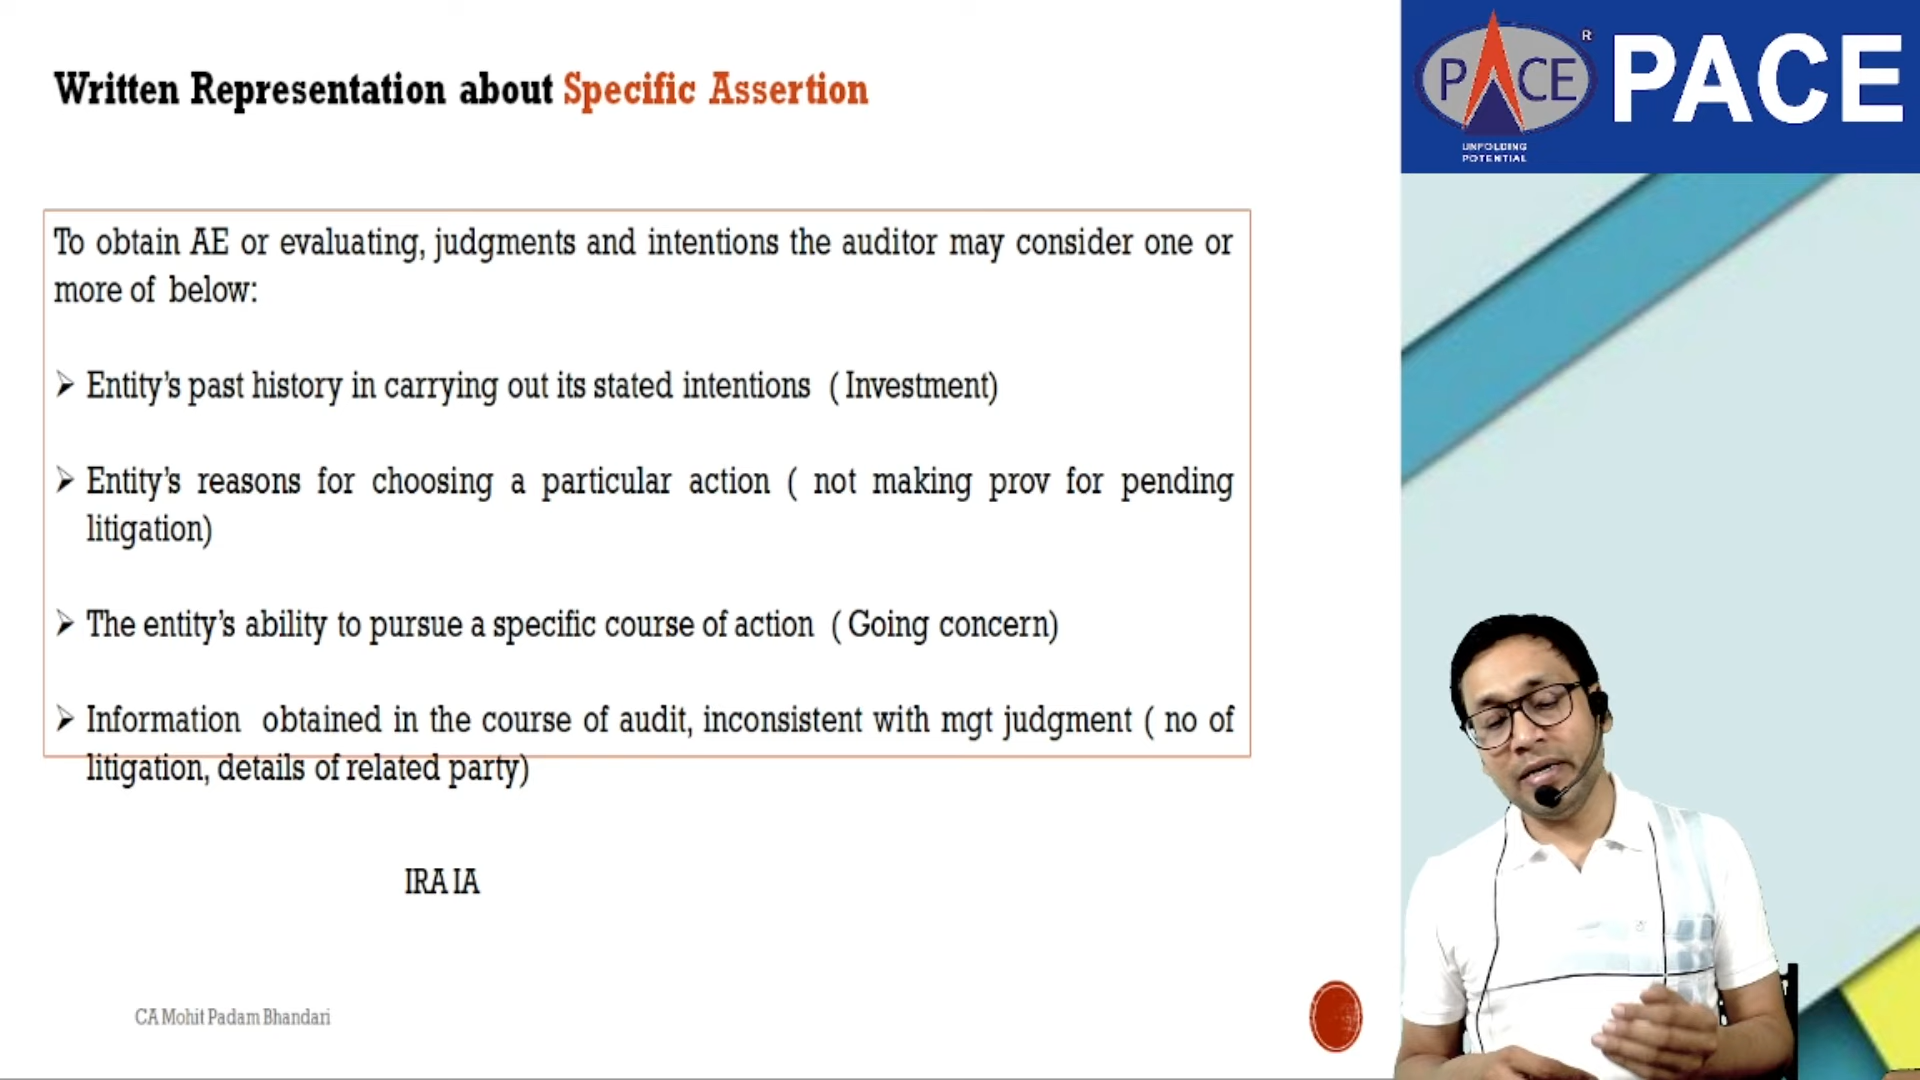 Written Representation about Specific Assertion
To obtain AE or evaluating, judgments and intentions the auditor may consider one or
more of below:
➢ Entity's past history in carrying out its stated intentions ( Investment)
➢ Entity's reasons for choosing a particular action ( not making prov for pending
litigation)
➢ The entity's ability to pursue a specific course of action ( Going concern)
➢ Information obtained in the course of audit, inconsistent with mgt judgment ( no of
litigation, details of related party)
IRA IA
CA Mohit Padam Bhandari
PACE
R
UNFOLDING
POTENTIAL
PACE